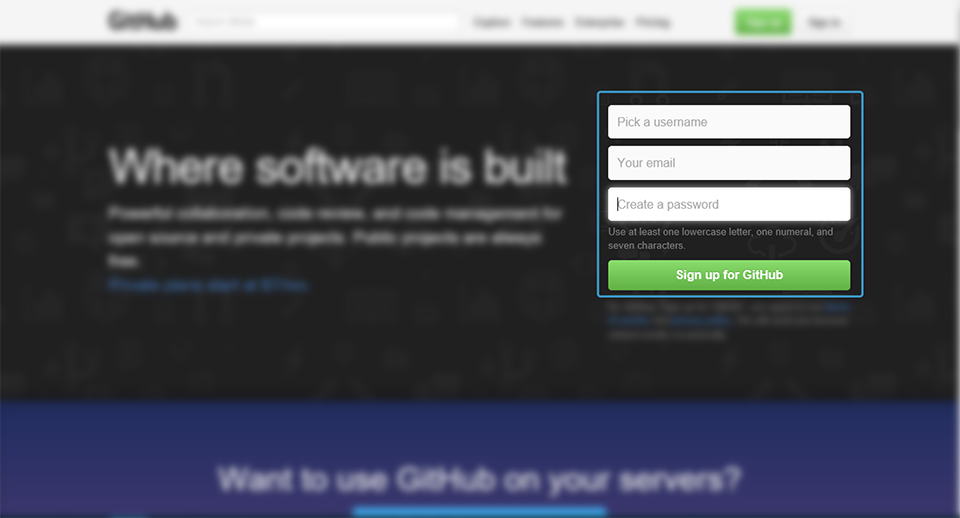 GitHub
Explore Features Enterprise Pricing
Sign up Sign in
Where software is built
Powerful collaboration, code review, and code management for
open source and private projects. Public projects are always
free.
Private plans start at $7/mo.
Pick a username
Your email
Create a password
Use at least one lowercase letter, one numeral, and
seven characters.
Sign up for GitHub
Want to use GitHub on your servers?